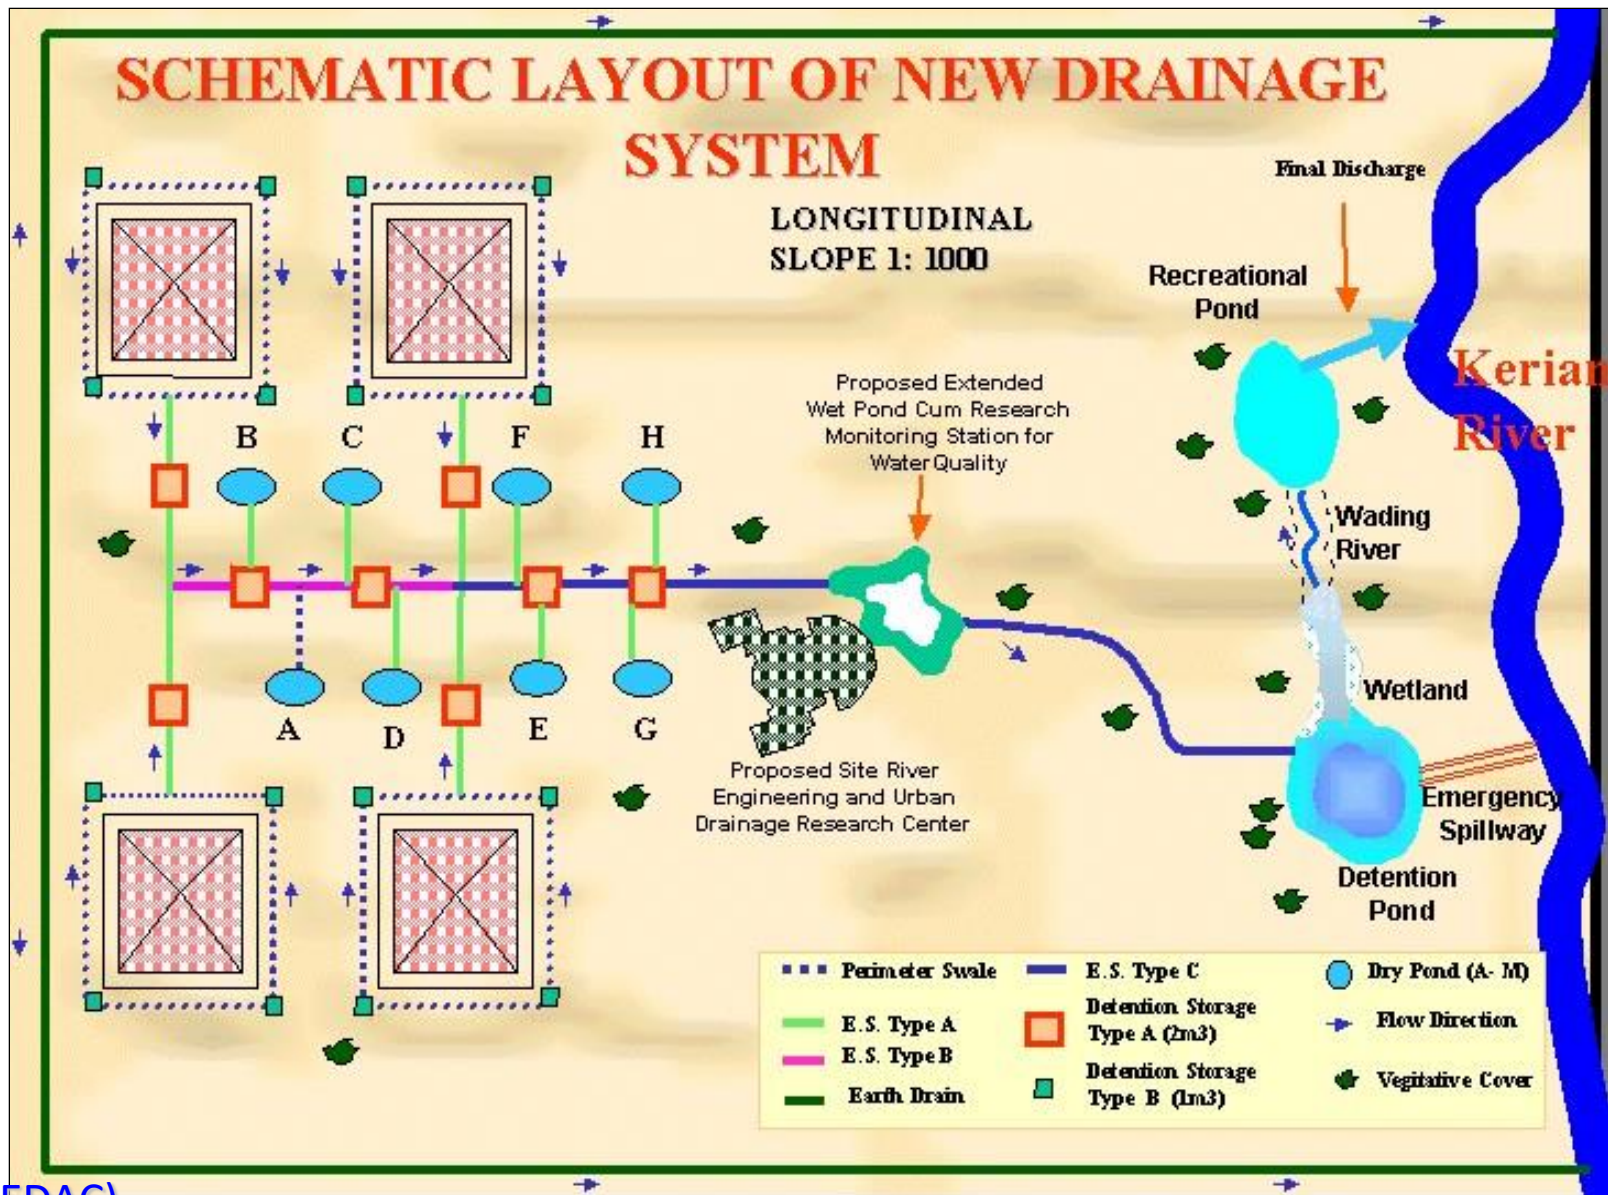 SCHEMATIC LAYOUT OF NEW DRAINAGE
SYSTEM
LONGITUDINAL
SLOPE 1: 1000
Final Discharge
Recreational
Pond
Kerian
River
Proposed Extended
Wet Pond Cum Research
Monitoring Station for
Water Quality
B
C
F
H
Wading
River
A
D
E
G
Wetland
Proposed Site River
Engineering and Urban
Drainage Research Center
Emergency
Spillway
Detention
Pond
Perimeter Swale
E.S. Type A
E.S. Type B
Earth Drain
E.S. Type C
Detention Storage
Type A (2m3)
Detention Storage
Type B (1m3)
Dry Pond (A- M)
Flow Direction
Vegitative Cover